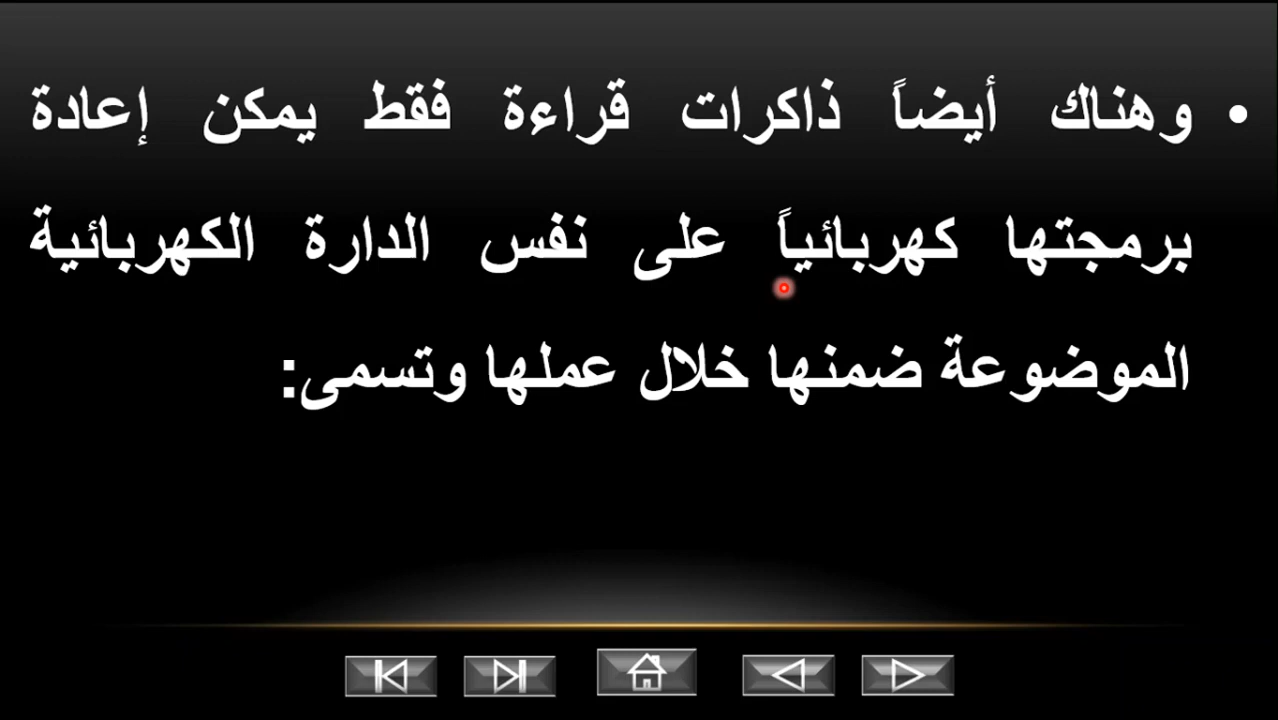 • وهناك أيضاً ذاكرات قراءة فقط يمكن إعادة
برمجتها كهربائياً على نفس الدارة الكهربائية
الموضوعة ضمنها خلال عملها وتسمى: